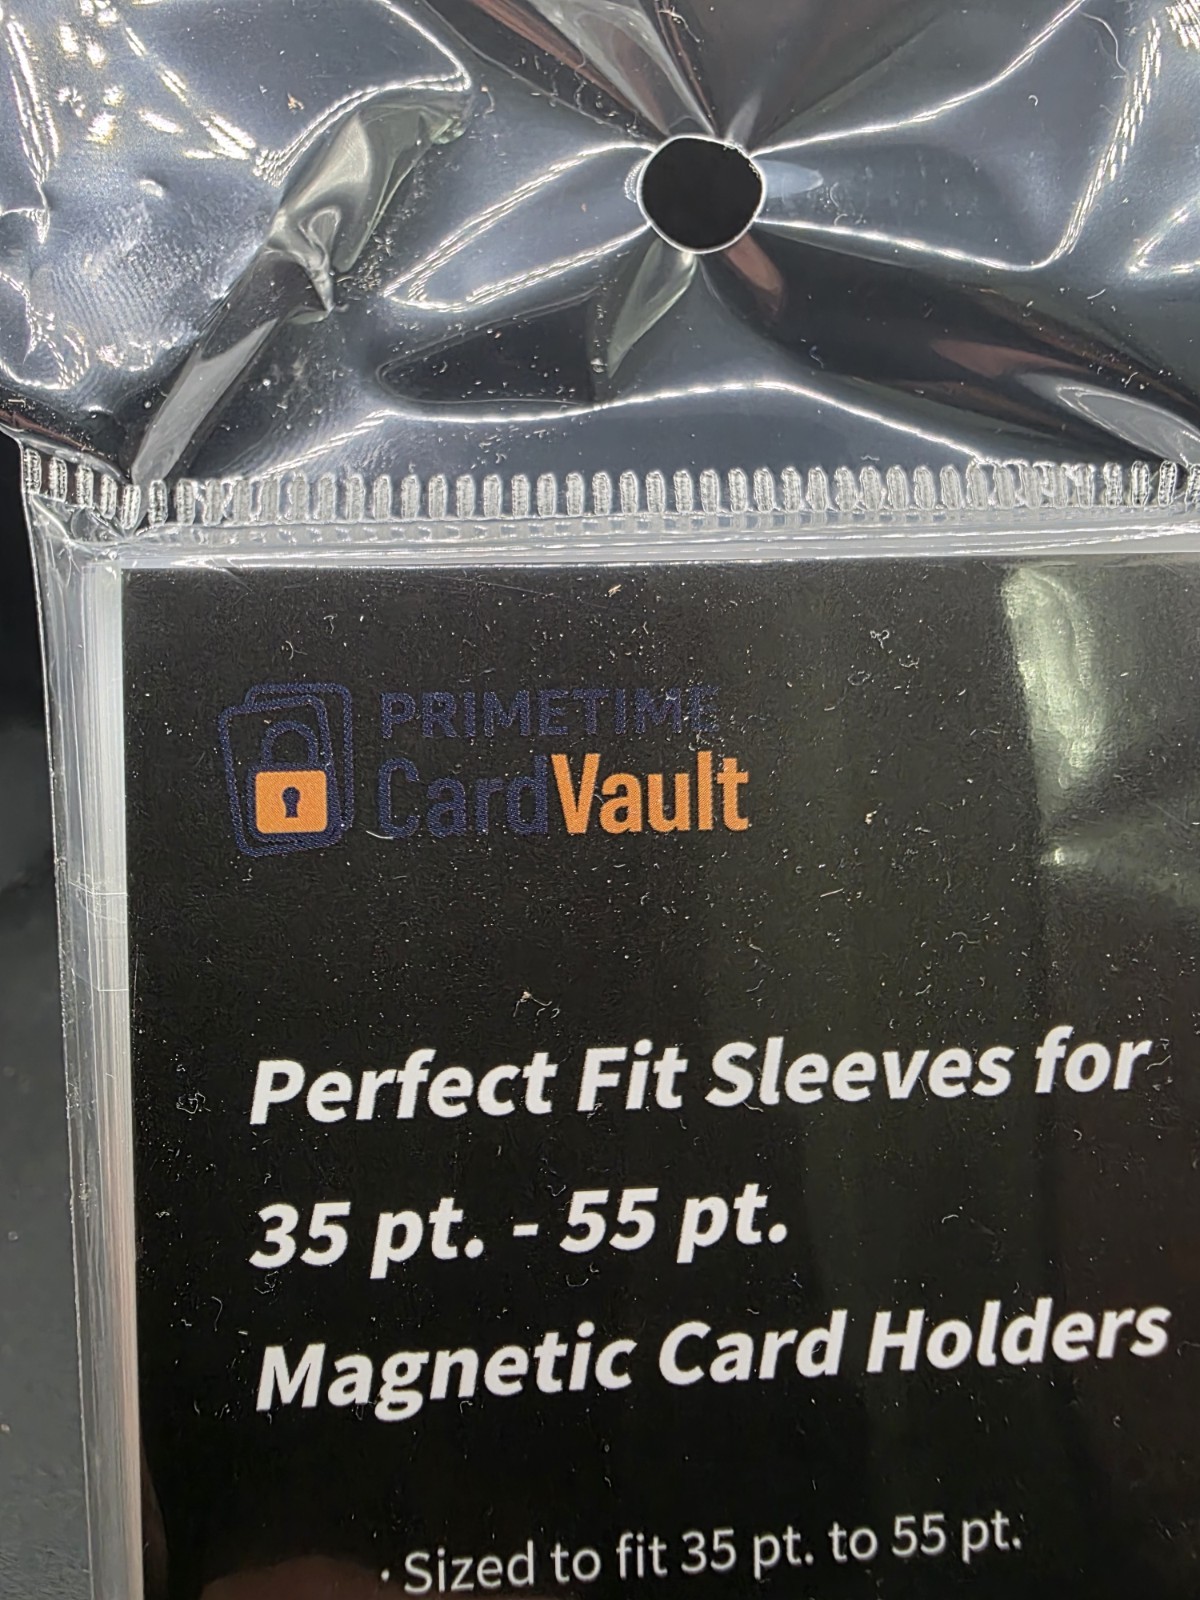 PRIMETIME
CardVault
Perfect Fit Sleeves for
35 pt. - 55 pt.
Magnetic Card Holders
· Sized to fit 35 pt. to 55 pt.